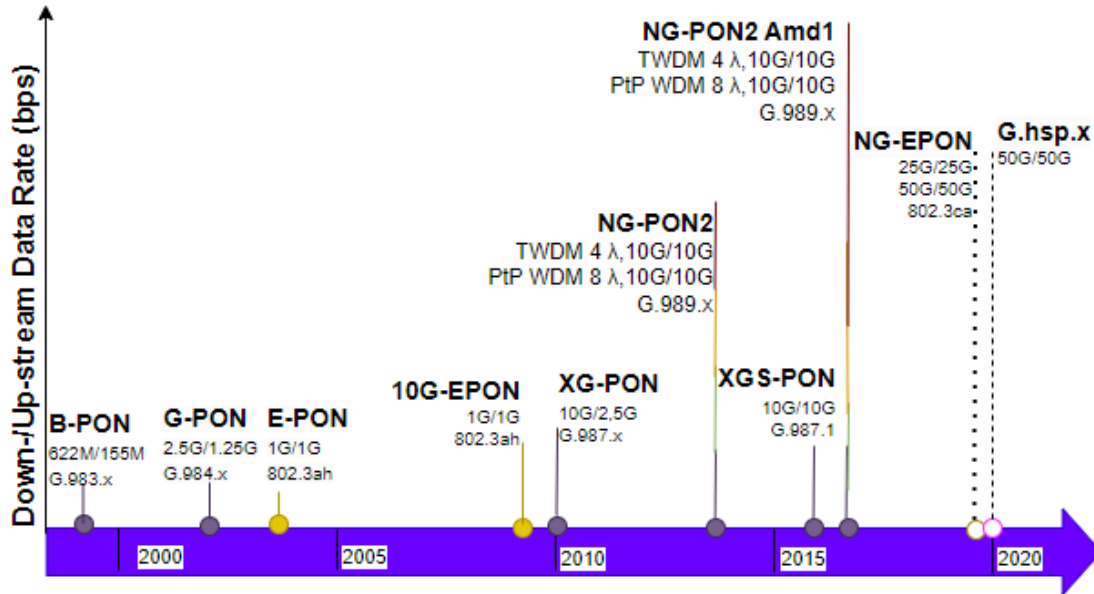 Down-/Up-stream Data Rate (bps)
B-PON
622M/155M
G.983.x
G-PON
2.5G/1.25G
G.984.x
E-PON
1G/1G
802.3ah
10G-EPON
1G/1G
802.3ah
XG-PON
10G/2,5G
G.987.x
NG-PON2
TWDM 4 λ,10G/10G
PtP WDM 8 λ,10G/10G
G.989.x
XGS-PON
10G/10G
G.987.1
NG-PON2 Amd1
TWDM 4 λ,10G/10G
PtP WDM 8 λ,10G/10G
G.989.x
NG-EPON
25G/25G
50G/50G
802.3ca
G.hsp.x
50G/50G
2000
2005
2010
2015
2020